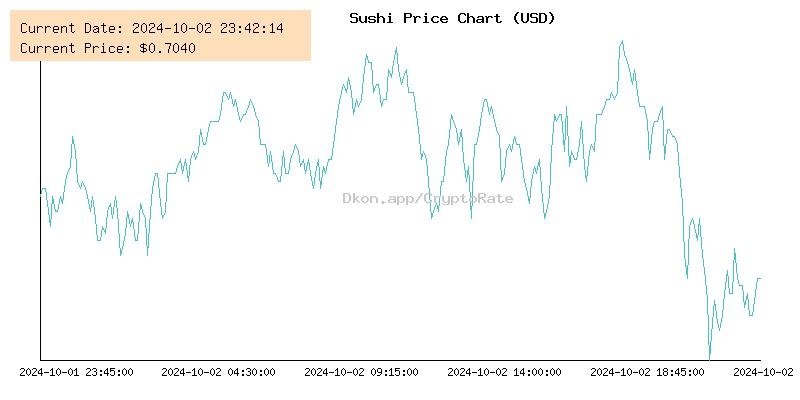 Sushi Price Chart (USD)
Current Date: 2024-10-02 23:42:14
Current Price: $0.7040
Dkon.app/CryptoRate
2024-10-01 23:45:00 2024-10-02 04:30:00 2024-10-02 09:15:00 2024-10-02 14:00:00 2024-10-02 18:45:00 2024-10-02